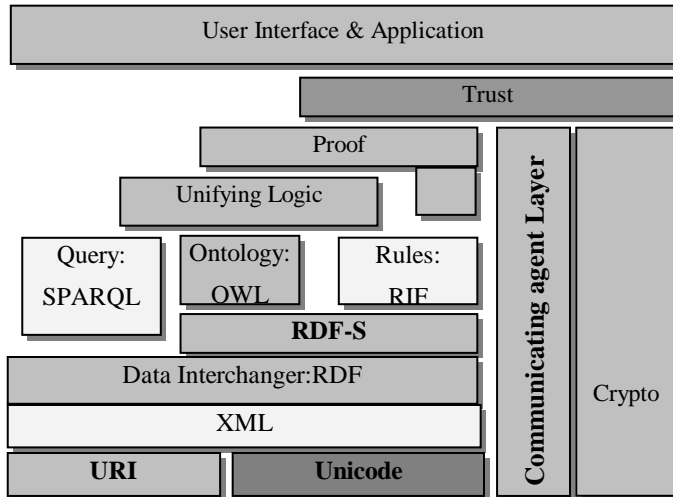 User Interface & Application
Trust
Proof
Unifying Logic
Query:
SPARQL
Ontology:
OWL
Rules:
RIF
RDF-S
Data Interchanger:RDF
XML
URI
Unicode
Communicating agent Layer
Crypto